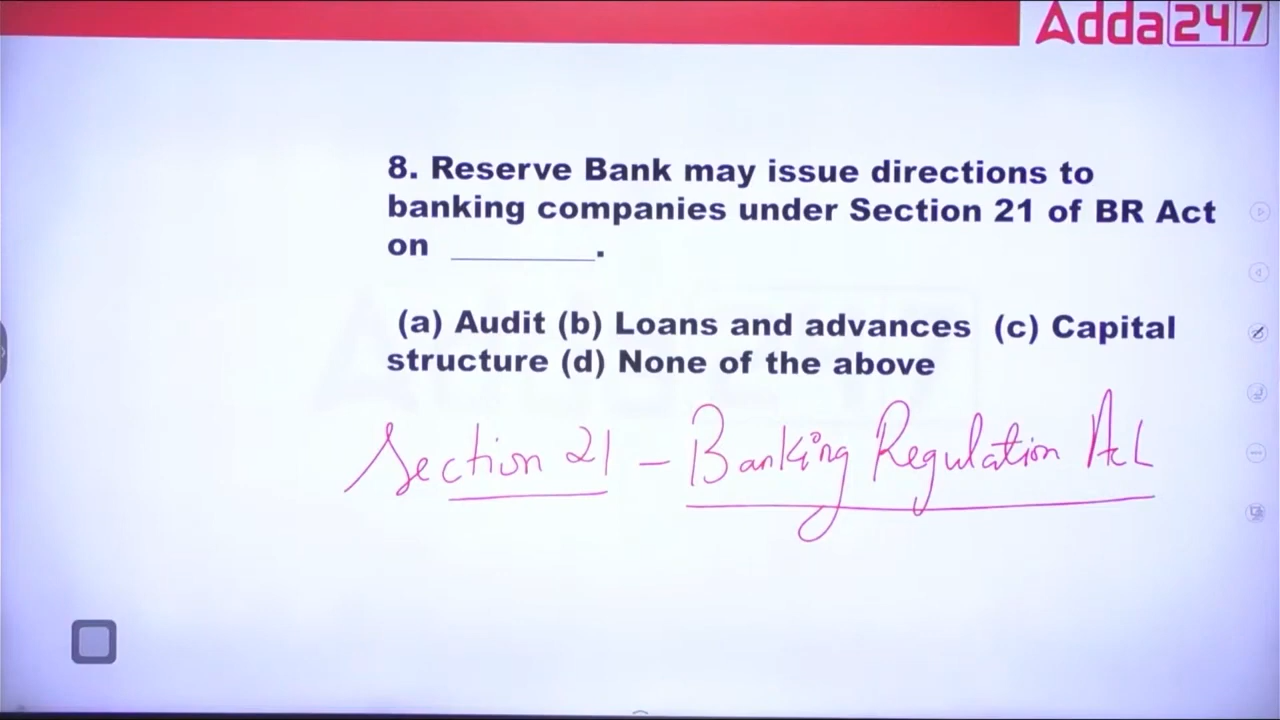 Adda247
8. Reserve Bank may issue directions to
banking companies under Section 21 of BR Act
on __________.
(a) Audit (b) Loans and advances (c) Capital
structure (d) None of the above
Section 21 - Banking Regulation Act